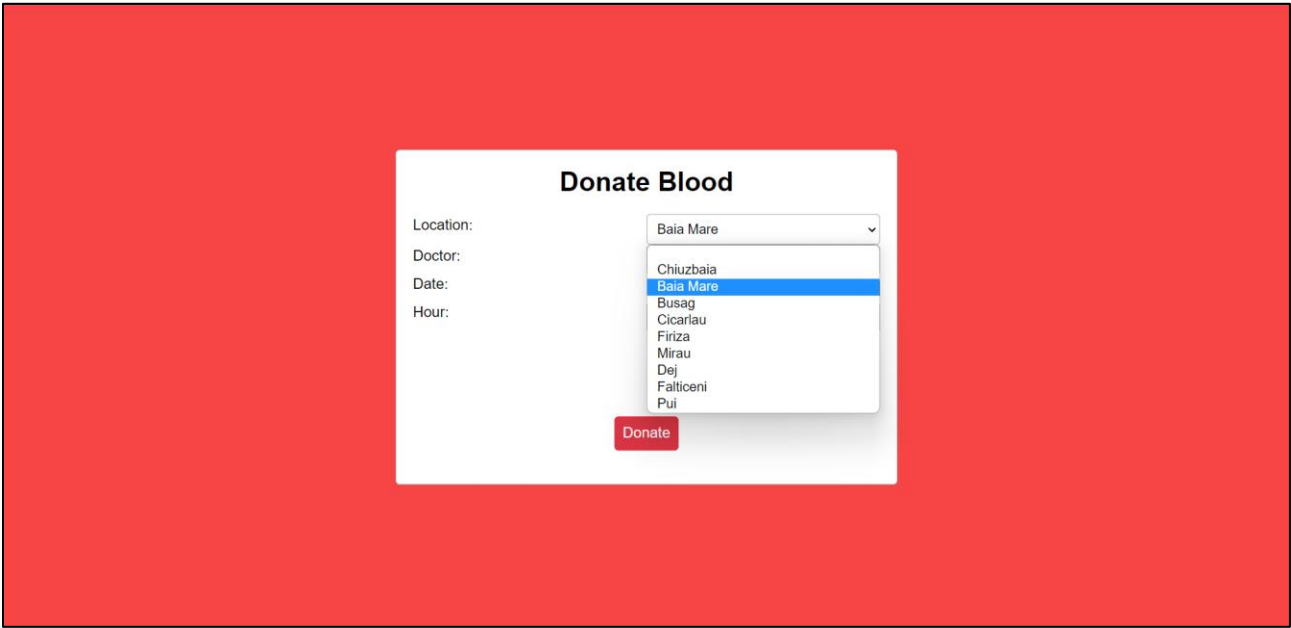 Donate Blood
Location:
Baia Mare
Doctor:
Date:
Hour:
Chiuzbaia
Baia Mare
Busag
Cicarlau
Firiza
Mirau
Dej
Falticeni
Pui
Donate